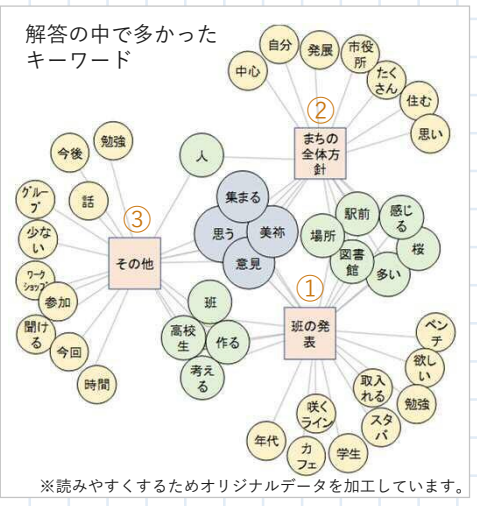 解答の中で多かった
キーワード
自分
発展
市役
所
中心
たく
さん
住む
思い
②
まちの
全体方
針
人
勉強
今後
話
グルー
プ
少な
い
ワーク
ショップ
参加
聞ける
今回
時間
③
その他
集まる
思う
美祢
意見
駅前
感じ
る
場所
桜
図書
館
多い
班
高校
生
作る
考え
る
①
班の発
表
ベン
チ
欲し
い
取入
れる
勉強
咲く
ライン
スタ
バ
年代
カ
フェ
学生
※読みやすくするためオリジナルデータを加工しています。